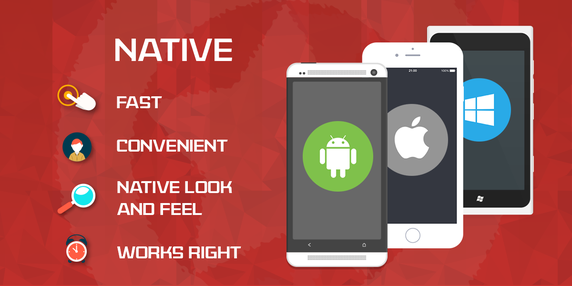 NATIVE
FAST
CONVENIENT
NATIVE LOOK
AND FEEL
WORKS RIGHT